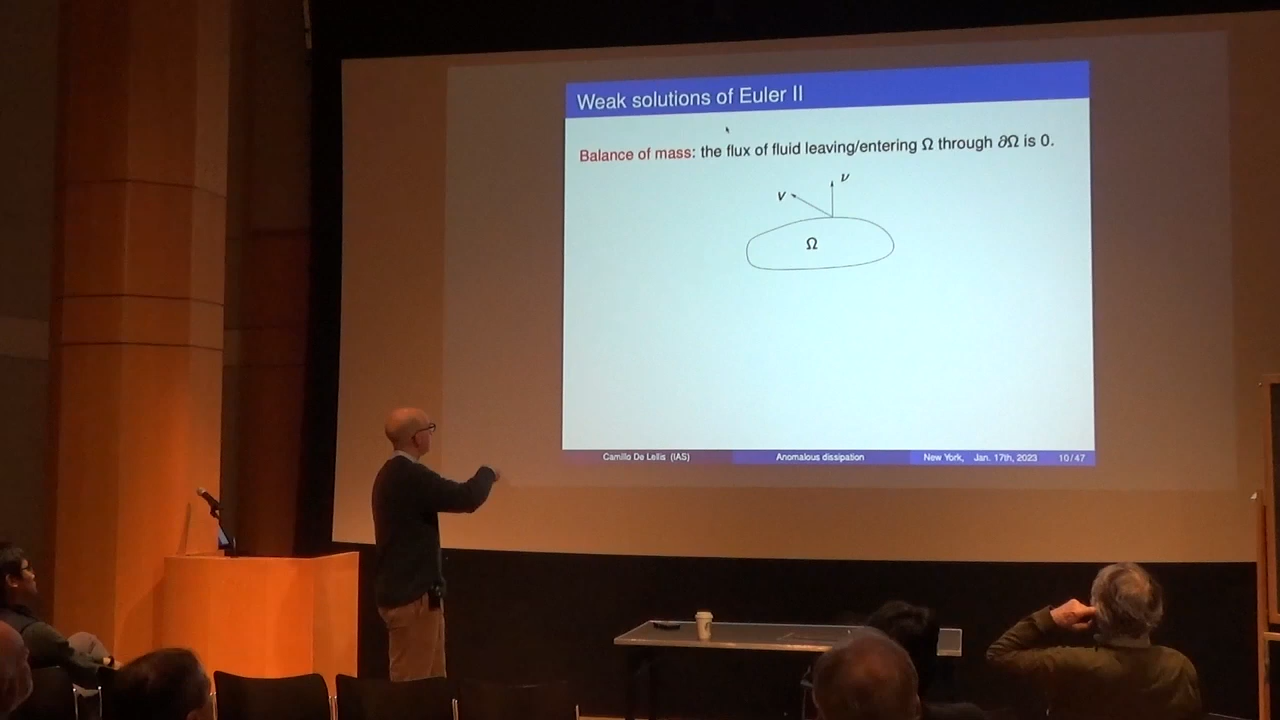 Weak solutions of Euler II
Balance of mass: the flux of fluid leaving/entering Ω through ∂Ω is 0.
v
ν
Ω
Camillo De Lellis (IAS)
Anomalous dissipation
New York, Jan. 17th, 2023
10/47